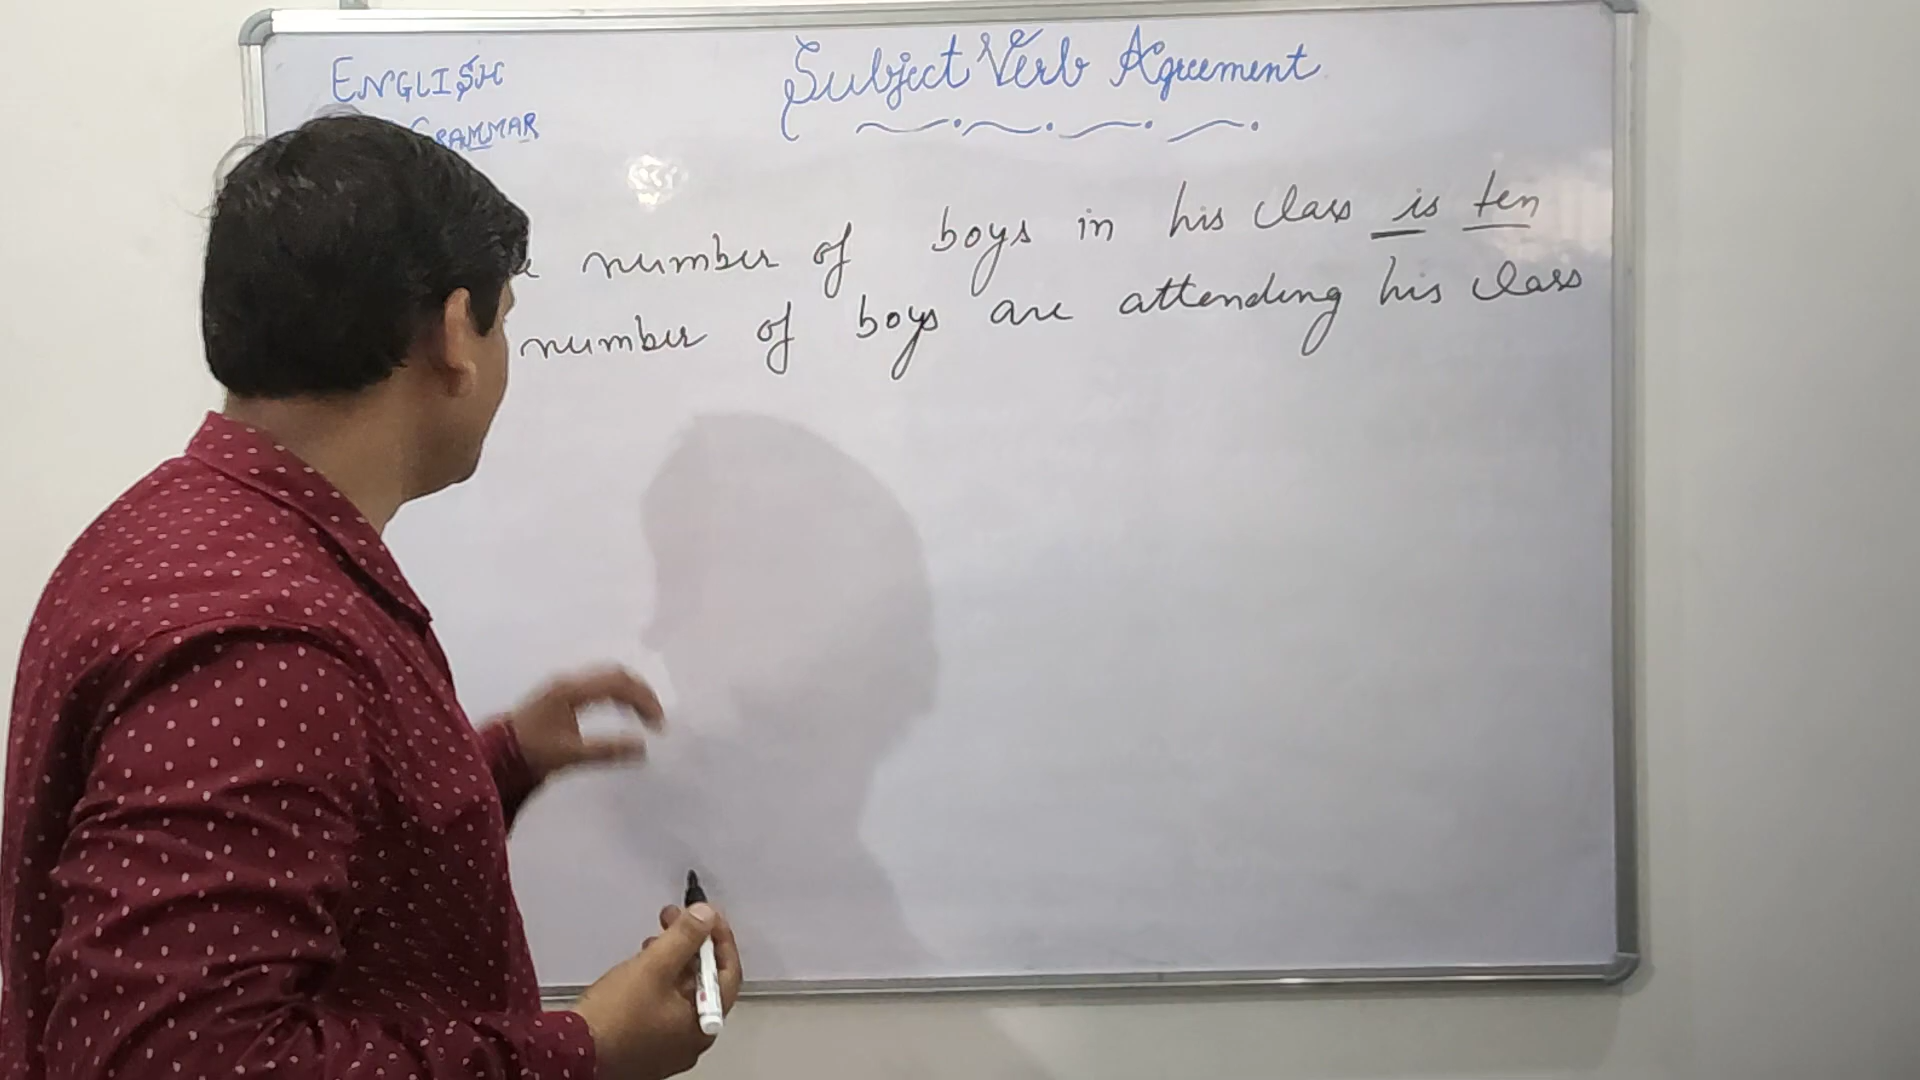 ENGLISH
GRAMMAR
Subject Verb Agreement
number of boys in his class is ten
number of boys are attending his class